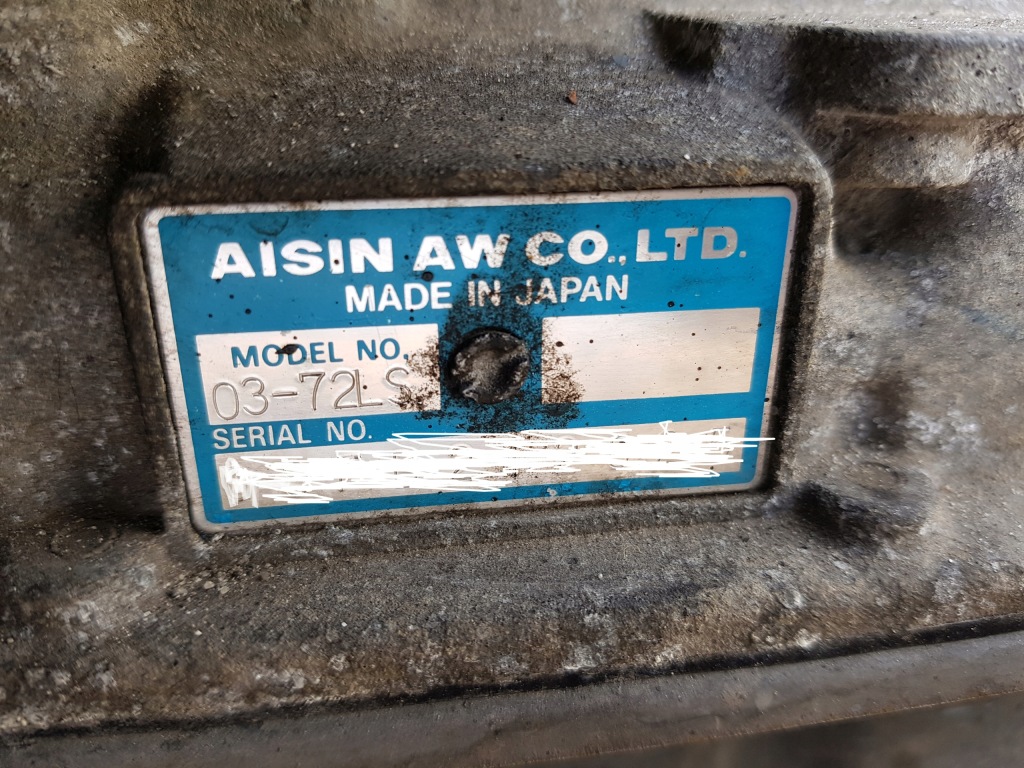 AISIN AW CO., LTD.
MADE IN JAPAN
MODEL NO.
03-72LS
SERIAL NO.